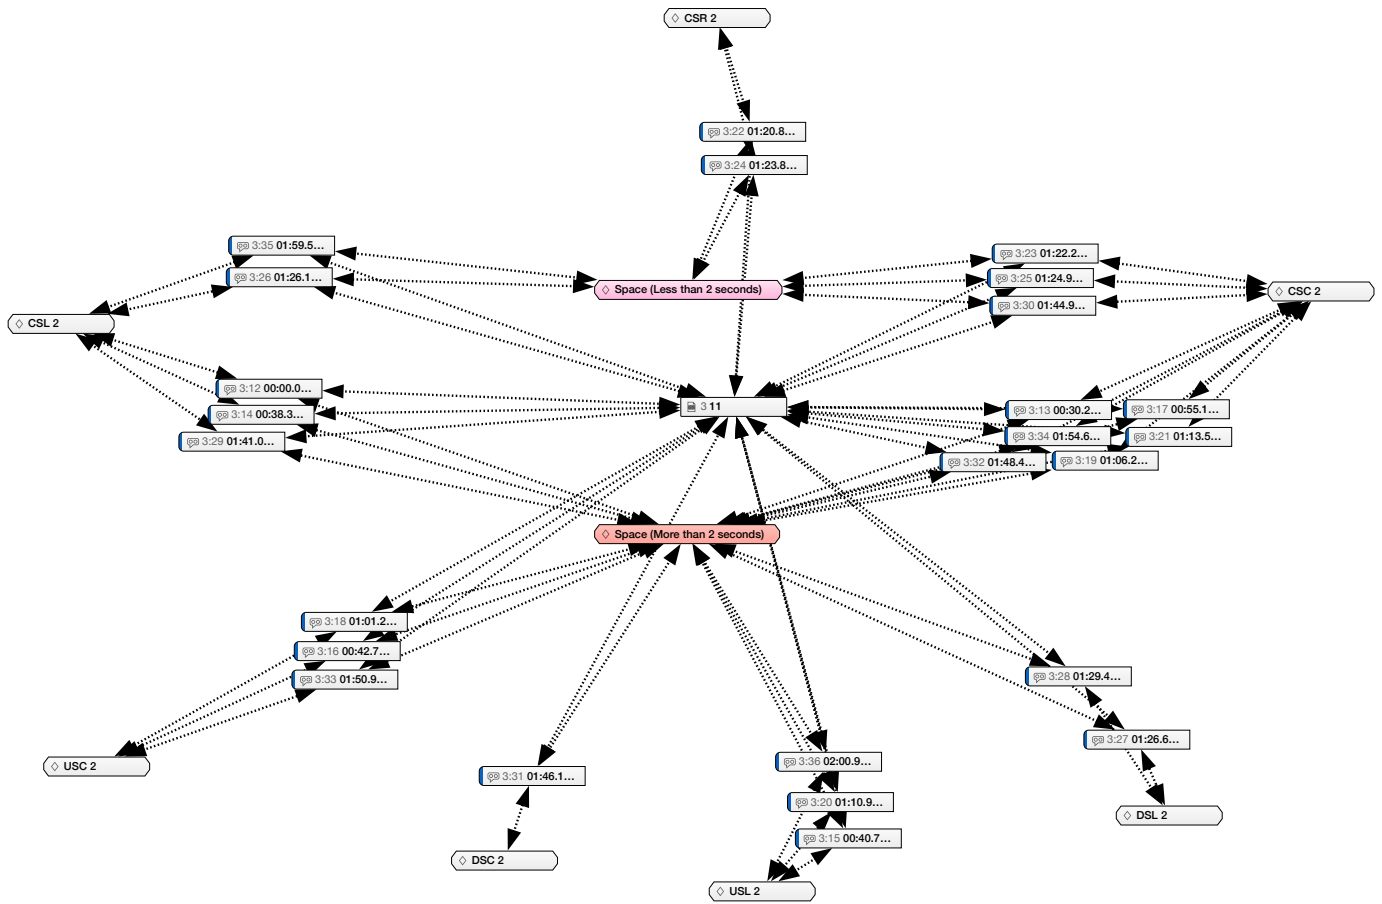 CSR 2
3:22 01:20.8...
3:24 01:23.8...
3:35 01:59.5...
3:23 01:22.2...
3:26 01:26.1...
3:25 01:24.9...
Space (Less than 2 seconds)
CSC 2
3:30 01:44.9...
CSL 2
3:12 00:00.0...
3 11
3:13 00:30.2...
3:17 00:55.1...
3:14 00:38.3...
3:34 01:54.6...
3:21 01:13.5...
3:29 01:41.0...
3:32 01:48.4...
3:19 01:06.2...
Space (More than 2 seconds)
3:18 01:01.2...
3:16 00:42.7...
3:33 01:50.9...
3:28 01:29.4...
3:27 01:26.6...
USC 2
3:36 02:00.9...
3:31 01:46.1...
3:20 01:10.9...
DSL 2
3:15 00:40.7...
DSC 2
USL 2